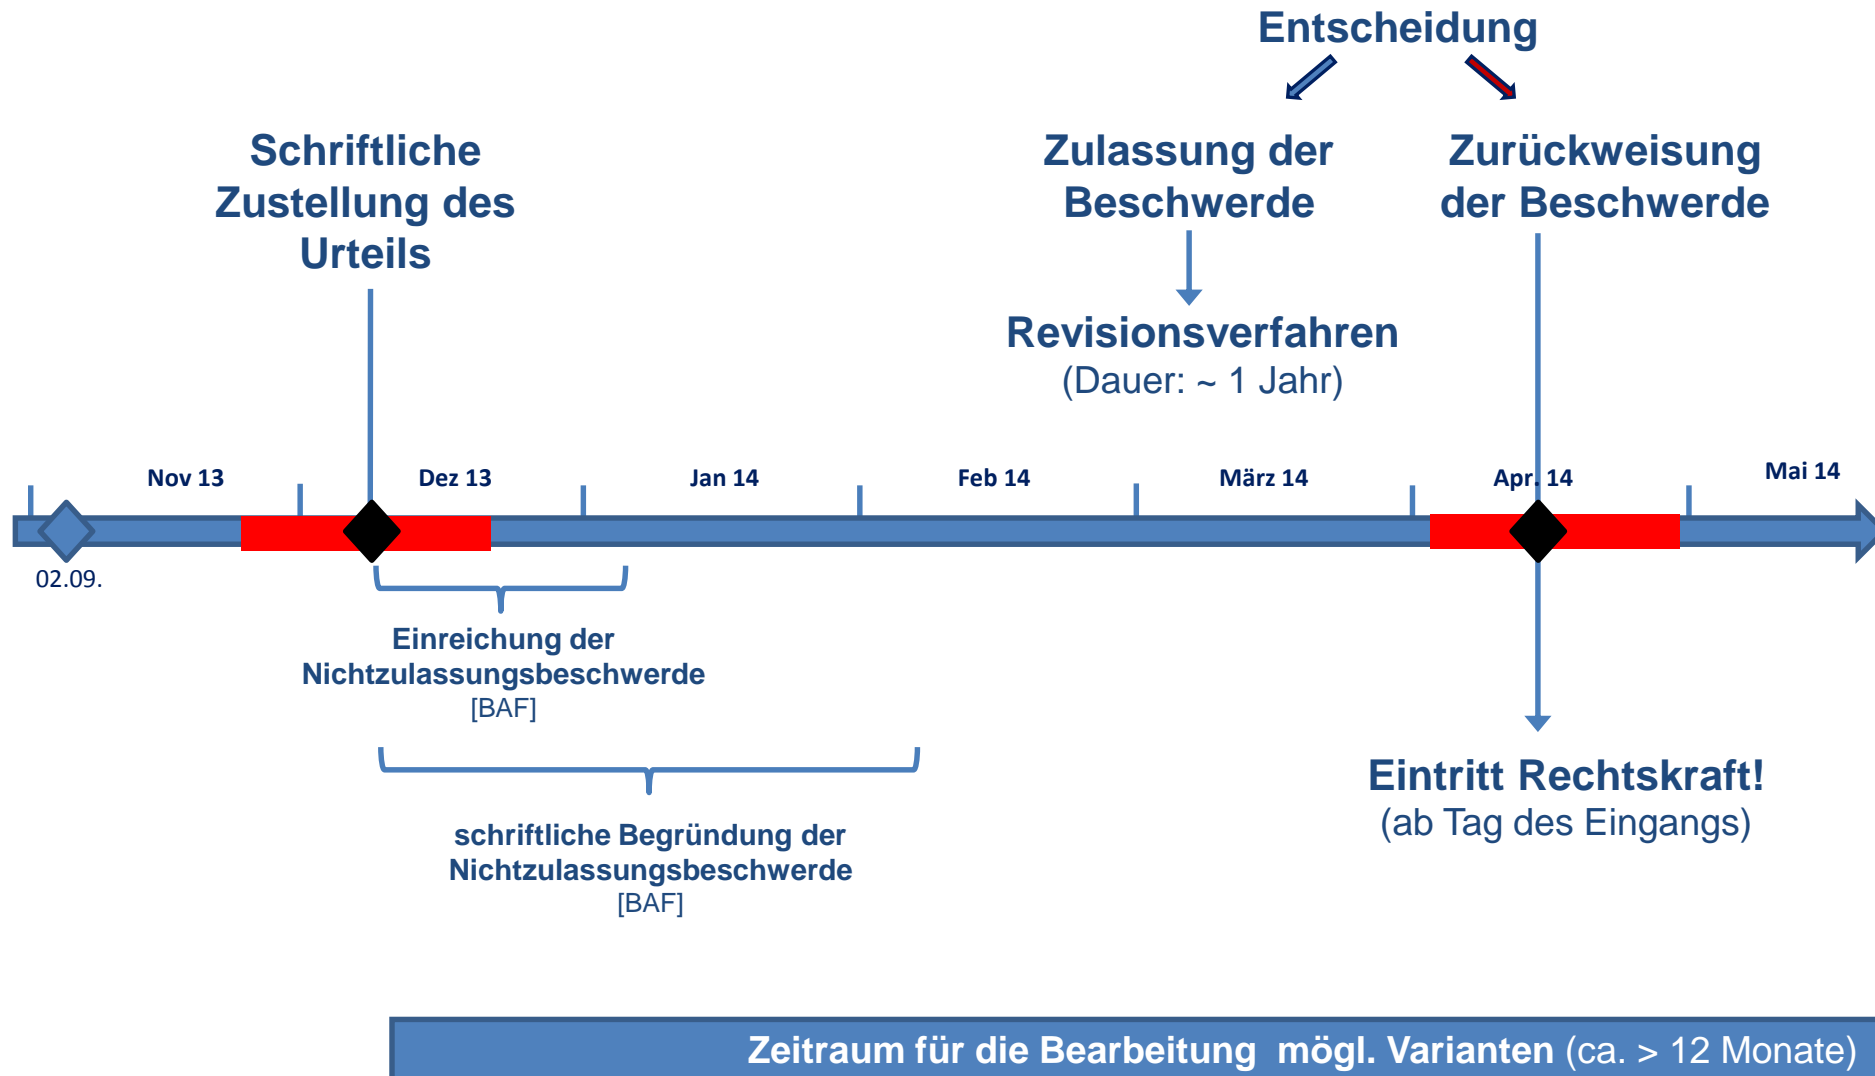 Entscheidung
Schriftliche
Zustellung des
Urteils
Zulassung der
Beschwerde
Zurückweisung
der Beschwerde
Revisionsverfahren
(Dauer: ~ 1 Jahr)
Nov 13
Dez 13
Jan 14
Feb 14
März 14
Apr. 14
Mai 14
02.09.
Einreichung der
Nichtzulassungsbeschwerde
[BAF]
schriftliche Begründung der
Nichtzulassungsbeschwerde
[BAF]
Eintritt Rechtskraft!
(ab Tag des Eingangs)
Zeitraum für die Bearbeitung mögl. Varianten (ca. > 12 Monate)